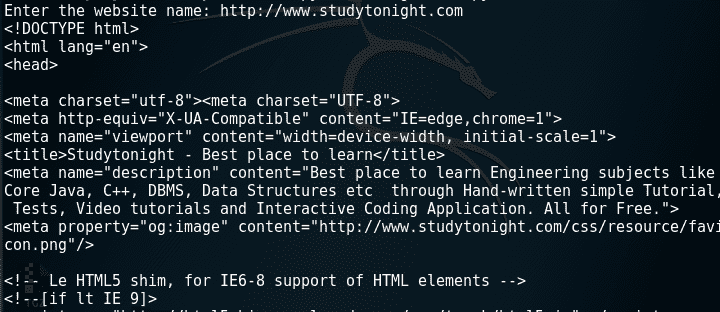 Enter the website name: http://www.studytonight.com
<!DOCTYPE html>
<html lang="en">
<head>
<meta charset="utf-8"><meta charset="UTF-8">
<meta http-equiv="X-UA-Compatible" content="IE=edge,chrome=1">
<meta name="viewport" content="width=device-width, initial-scale=1">
<title>Studytonight - Best place to learn</title>
<meta name="description" content="Best place to learn Engineering subjects like
Core Java, C++, DBMS, Data Structures etc  through Hand-written simple Tutorial,
 Tests, Video tutorials and Interactive Coding Application. All for Free.">
<meta property="og:image" content="http://www.studytonight.com/css/resource/favi
con.png"/>
<!-- Le HTML5 shim, for IE6-8 support of HTML elements -->
<!--[if lt IE 9]>